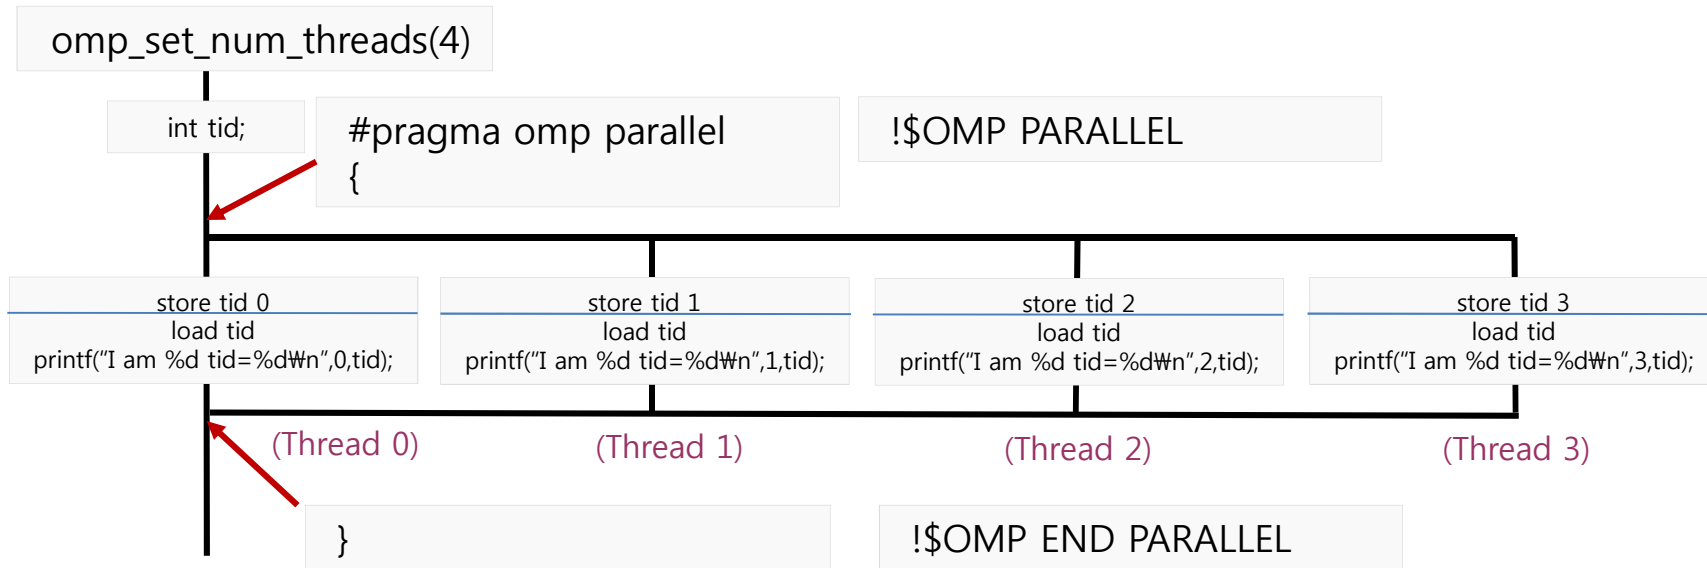 omp_set_num_threads(4)
int tid;
#pragma omp parallel
{
!$OMP PARALLEL
store tid 0
load tid
printf("I am %d tid=%d₩n",0,tid);
store tid 1
load tid
printf("I am %d tid=%d₩n",1,tid);
store tid 2
load tid
printf("I am %d tid=%d₩n",2,tid);
store tid 3
load tid
printf("I am %d tid=%d₩n",3,tid);
(Thread 0)
(Thread 1)
(Thread 2)
(Thread 3)
}
!$OMP END PARALLEL